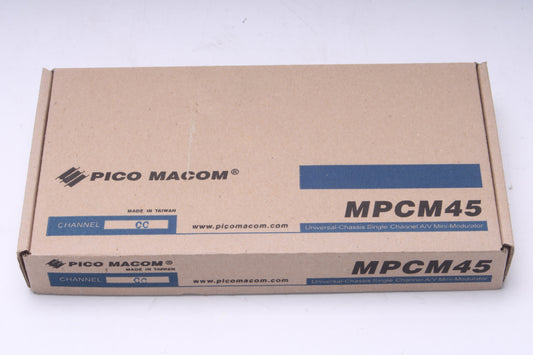 PICO MACOM®
MADE IN TAIWAN
MPCM45
CHANNEL CC
www.picomacom.com
Universal-Chassis Single Channel A/V Mini-Modulator
PICO MACOM®
MADE IN TAIWAN
MPCM45
CHANNEL CC
www.picomacom.com
Universal-Chassis Single Channel A/V Mini-Modulator